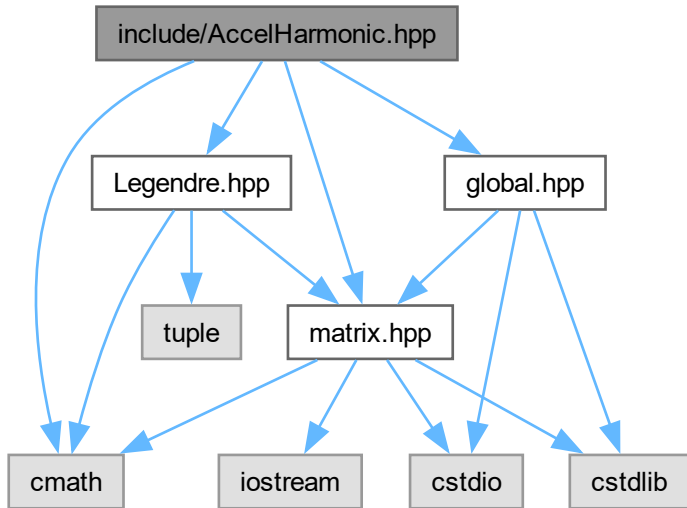 include/AccelHarmonic.hpp
Legendre.hpp
global.hpp
tuple
matrix.hpp
cmath
iostream
cstdio
cstdlib